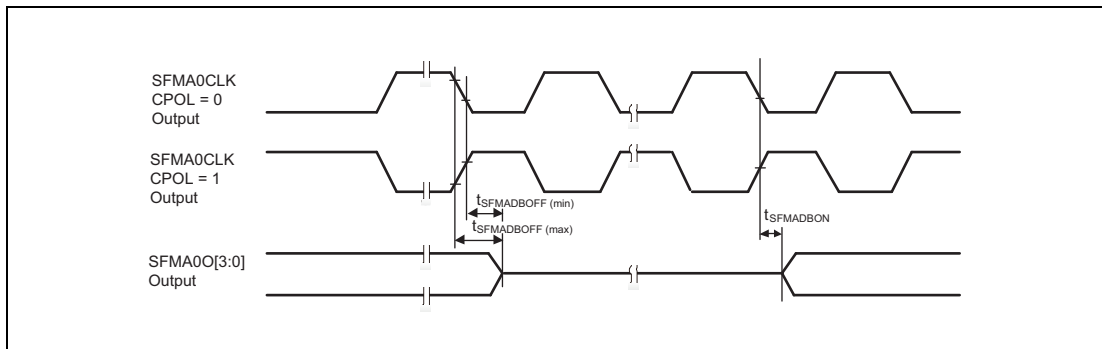 SFMA0CLK
CPOL = 0
Output
SFMA0CLK
CPOL = 1
Output
tSFMADBOFF (min)
tSFMADBOFF (max)
tSFMADBON
SFMA0O[3:0]
Output